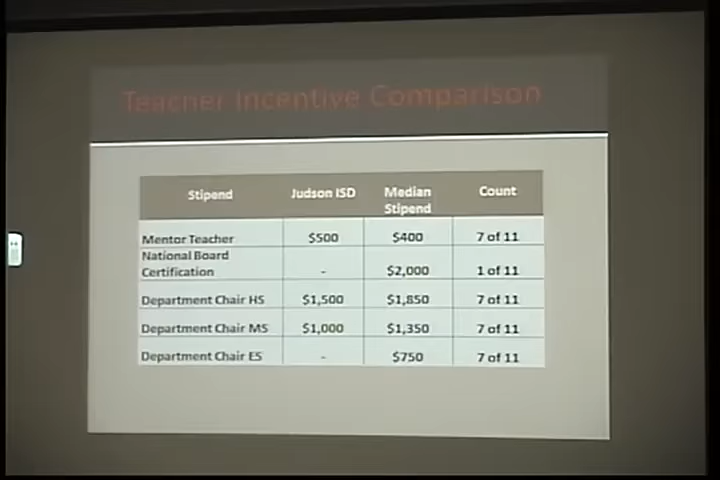 Teacher Incentive Comparison
Stipend Judson ISD Median Stipend Count
Mentor Teacher $500 $400 7 of 11
National Board Certification - $2,000 1 of 11
Department Chair HS $1,500 $1,850 7 of 11
Department Chair MS $1,000 $1,350 7 of 11
Department Chair ES - $750 7 of 11